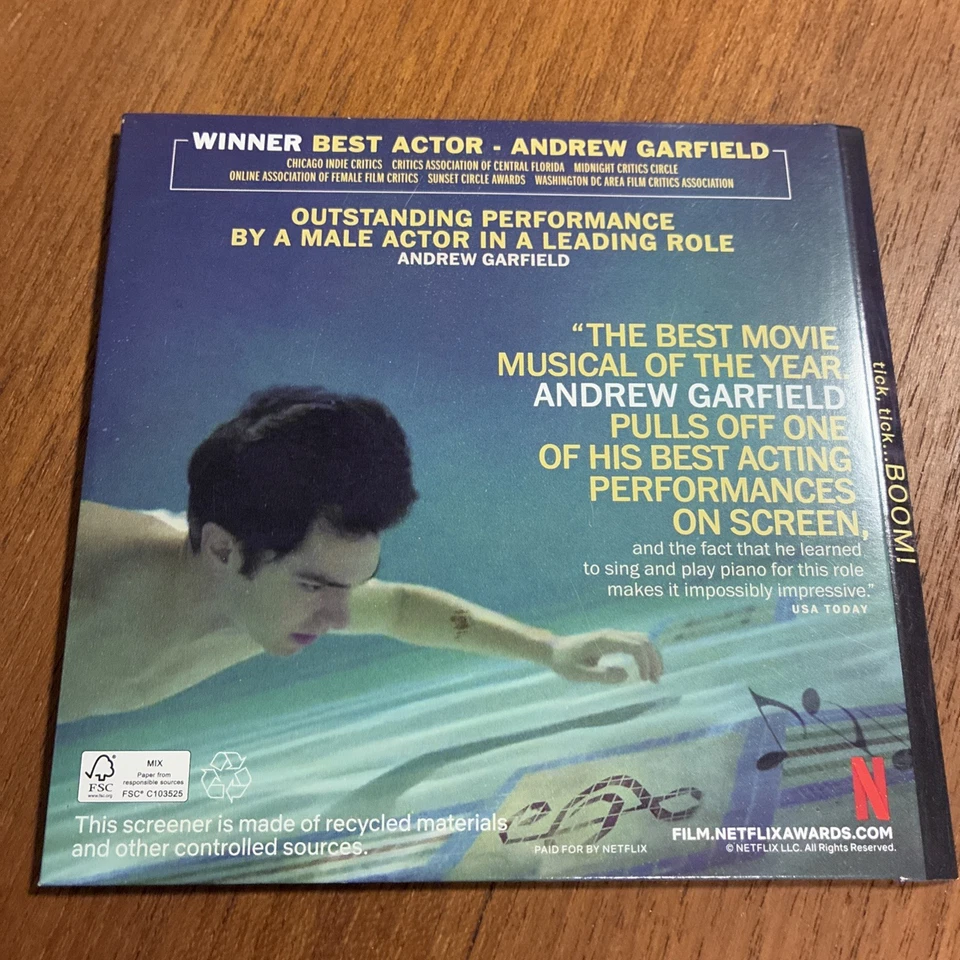 WINNER BEST ACTOR - ANDREW GARFIELD
CHICAGO INDIE CRITICS CRITICS ASSOCIATION OF CENTRAL FLORIDA MIDNIGHT CRITICS CIRCLE
ONLINE ASSOCIATION OF FEMALE FILM CRITICS SUNSET CIRCLE AWARDS WASHINGTON DC AREA FILM CRITICS ASSOCIATION
OUTSTANDING PERFORMANCE
BY A MALE ACTOR IN A LEADING ROLE
ANDREW GARFIELD
“THE BEST MOVIE
MUSICAL OF THE YEAR.
ANDREW GARFIELD
PULLS OFF ONE
OF HIS BEST ACTING
PERFORMANCES
ON SCREEN,
and the fact that he learned
to sing and play piano for this role
makes it impossibly impressive.”
USA TODAY
tick, tick...BOOM!
FSC
www.fsc.org
MIX
Paper from
responsible sources
FSC® C103525
This screener is made of recycled materials
and other controlled sources.
PAID FOR BY NETFLIX
N
FILM.NETFLIXAWARDS.COM
© NETFLIX LLC. All Rights Reserved.